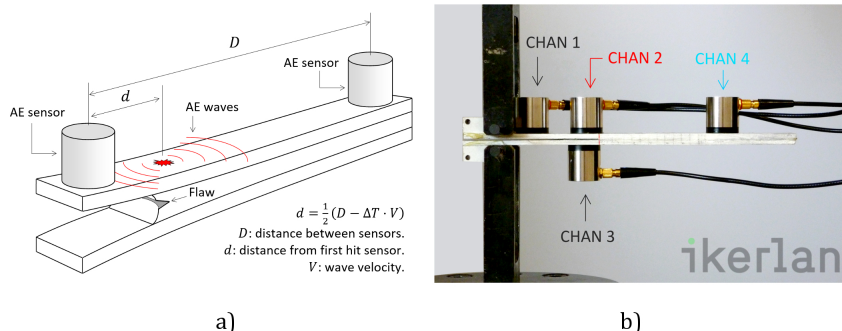 D
AE sensor
d
AE waves
AE sensor
Flaw
d = \frac{1}{2}(D − ΔT · V)
D: distance between sensors.
d: distance from first hit sensor.
V: wave velocity.
a)
CHAN 1
CHAN 2
CHAN 4
CHAN 3
ikerlan
b)